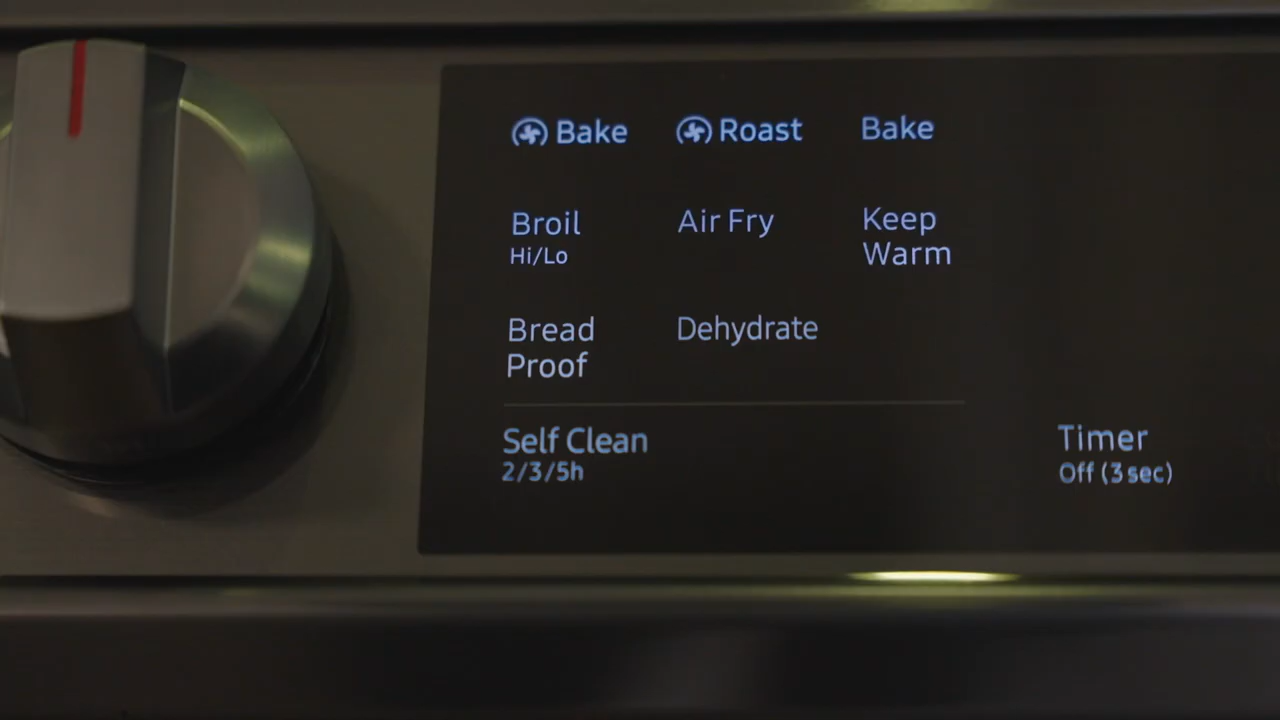 Bake Roast Bake
Broil Air Fry Keep
Hi/Lo Warm
Bread Dehydrate
Proof
Self Clean Timer
2/3/5h Off (3 sec)